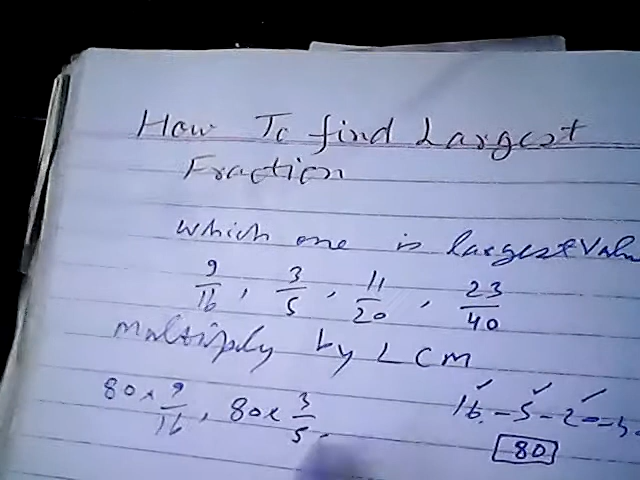 How To find Largest
Fraction
which one is largest Valu
9/16, 3/5, 11/20, 23/40
multiply by LCM
80 x 9/16, 80 x 3/5
16 - 5 - 20 -
80